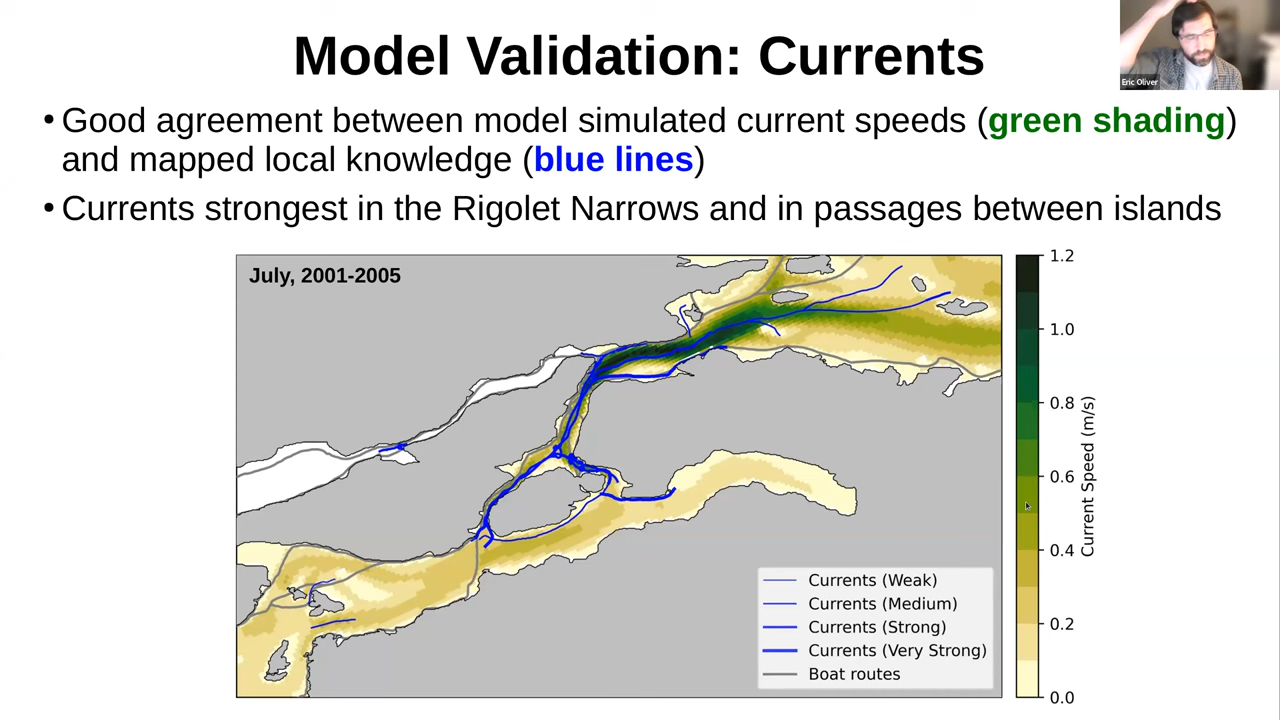 Model Validation: Currents
Eric Oliver
• Good agreement between model simulated current speeds (green shading)
and mapped local knowledge (blue lines)
• Currents strongest in the Rigolet Narrows and in passages between islands
July, 2001-2005
1.2
1.0
0.8
0.6
0.4
0.2
0.0
Current Speed (m/s)
Currents (Weak)
Currents (Medium)
Currents (Strong)
Currents (Very Strong)
Boat routes